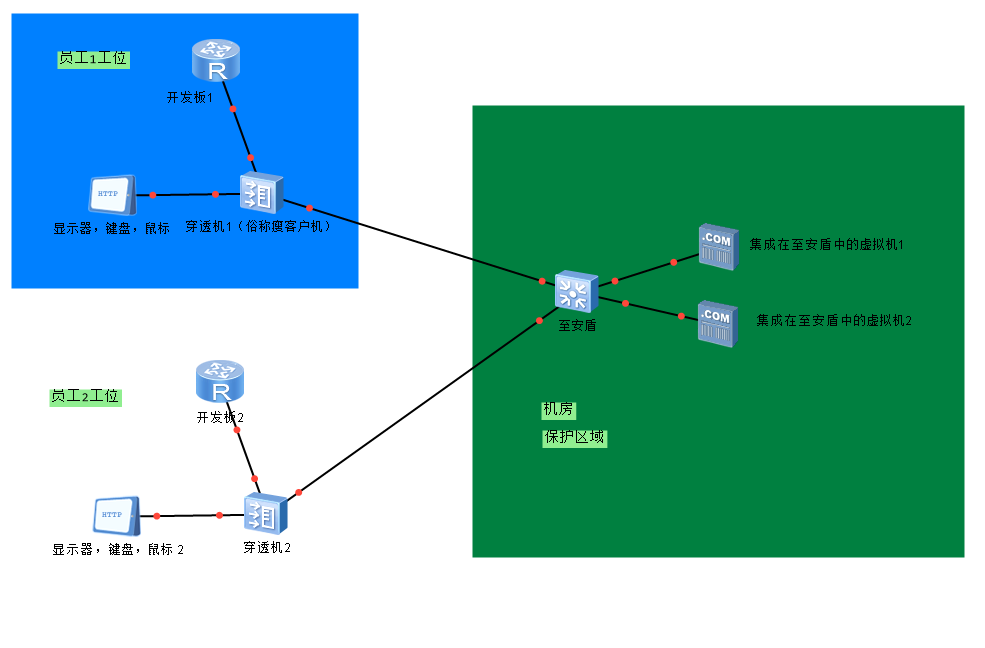 员工1工位
R
开发板1
HTTP
显示器，键盘，鼠标
穿透机1（俗称瘦客户机）
.COM
集成在至安盾中的虚拟机1
至安盾
.COM
集成在至安盾中的虚拟机2
机房
保护区域
员工2工位
R
开发板2
HTTP
显示器，键盘，鼠标 2
穿透机2